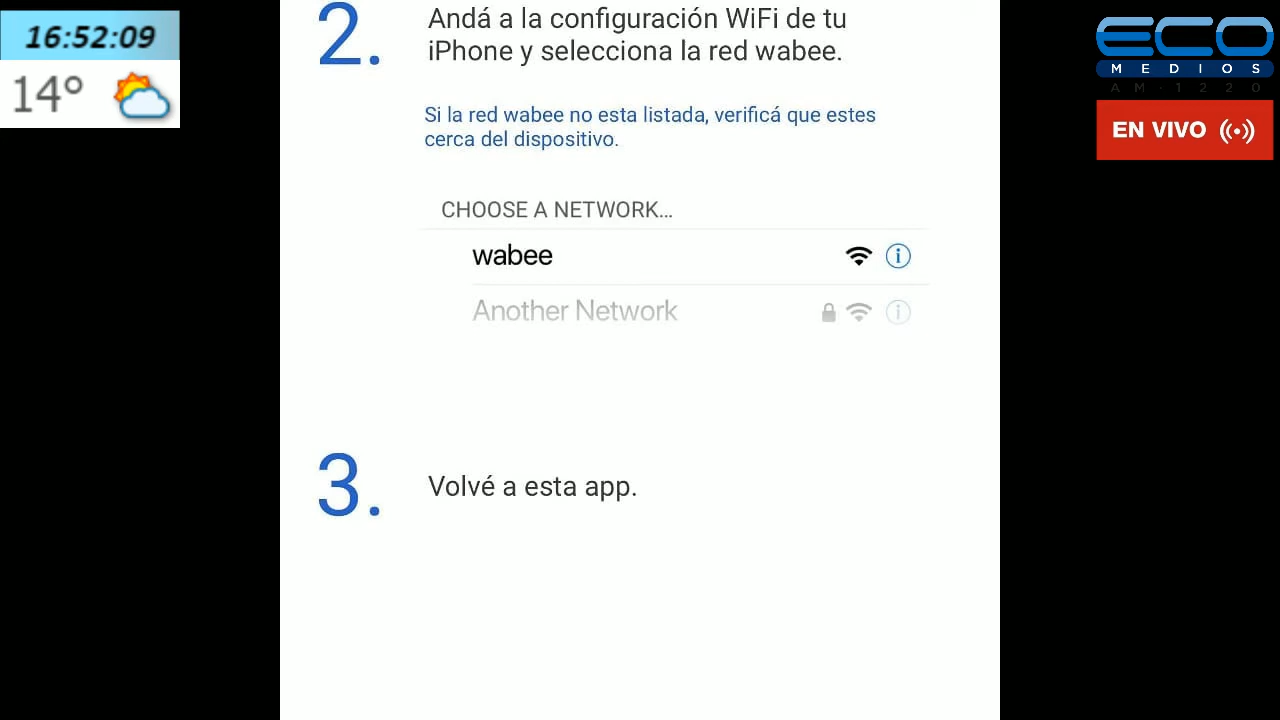 16:52:09
14°
2.
Andá a la configuración WiFi de tu
iPhone y selecciona la red wabee.
Si la red wabee no esta listada, verificá que estes
cerca del dispositivo.
CHOOSE A NETWORK...
wabee
Another Network
3.
Volvé a esta app.
ECO
MEDIOS
AM·1220
EN VIVO